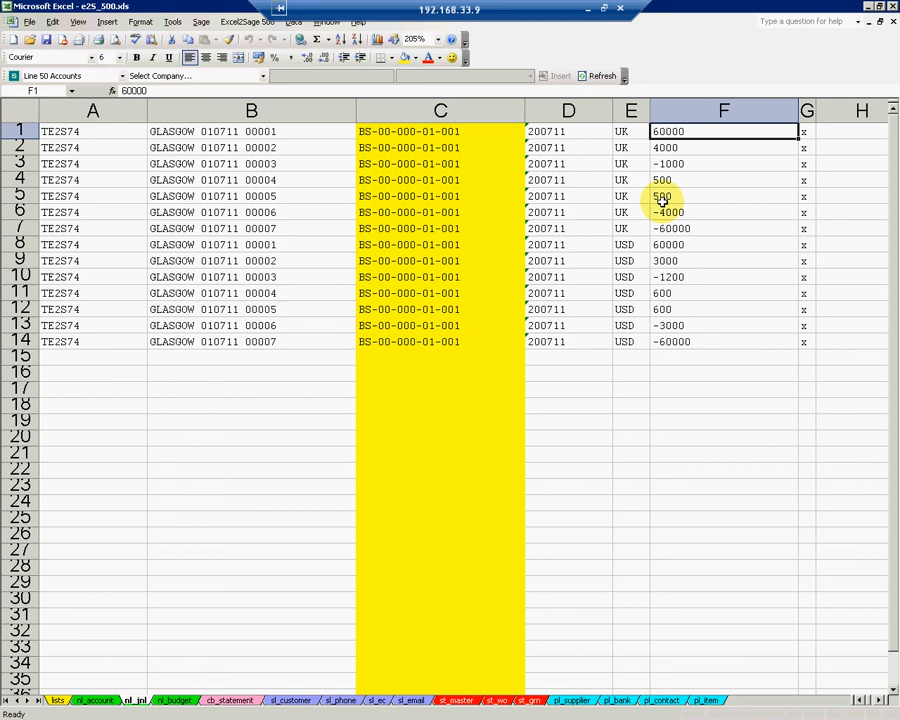 Microsoft Excel - e2S_500.xls
192.168.33.9
File Edit View Insert Format Tools Sage Excel2Sage 500 Data Window Help
Type a question for help
205%
Courier 6 B I U
S Line 50 Accounts Select Company... Insert Refresh
F1 fx 60000
A B C D E F G H
1 TE2S74 GLASGOW 010711 00001 BS-00-000-01-001 200711 UK 60000 x
2 TE2S74 GLASGOW 010711 00002 BS-00-000-01-001 200711 UK 4000 x
3 TE2S74 GLASGOW 010711 00003 BS-00-000-01-001 200711 UK -1000 x
4 TE2S74 GLASGOW 010711 00004 BS-00-000-01-001 200711 UK 500 x
5 TE2S74 GLASGOW 010711 00005 BS-00-000-01-001 200711 UK 500 x
6 TE2S74 GLASGOW 010711 00006 BS-00-000-01-001 200711 UK -4000 x
7 TE2S74 GLASGOW 010711 00007 BS-00-000-01-001 200711 UK -60000 x
8 TE2S74 GLASGOW 010711 00001 BS-00-000-01-001 200711 USD 60000 x
9 TE2S74 GLASGOW 010711 00002 BS-00-000-01-001 200711 USD 3000 x
10 TE2S74 GLASGOW 010711 00003 BS-00-000-01-001 200711 USD -1200 x
11 TE2S74 GLASGOW 010711 00004 BS-00-000-01-001 200711 USD 600 x
12 TE2S74 GLASGOW 010711 00005 BS-00-000-01-001 200711 USD 600 x
13 TE2S74 GLASGOW 010711 00006 BS-00-000-01-001 200711 USD -3000 x
14 TE2S74 GLASGOW 010711 00007 BS-00-000-01-001 200711 USD -60000 x
15
16
17
18
19
20
21
22
23
24
25
26
27
28
29
30
31
32
33
34
35
36
lists nl_account nl_jnl nl_budget cb_statement sl_customer sl_phone sl_ec sl_email st_master st_wo st_grn pl_supplier pl_bank pl_contact pl_item
Ready